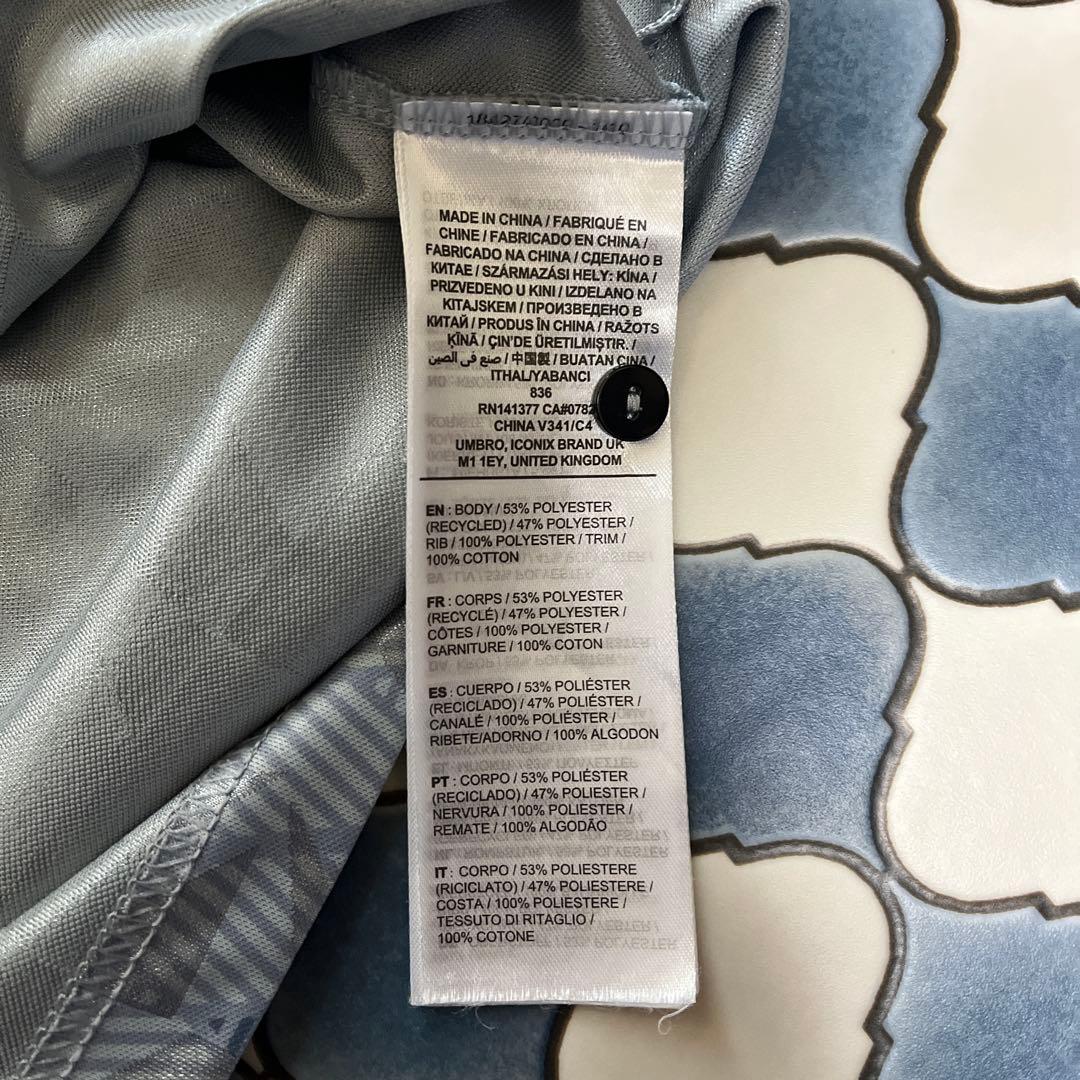 MADE IN CHINA / FABRIQUÉ EN
CHINE / FABRICADO EN CHINA /
FABRICADO NA CHINA / СДЕЛАНО В
КИТАЕ / SZÁRMAZÁSI HELY: KÍNA /
PRIZVEDENO U KINI / IZDELANO NA
KITAJSKEM / ПРОИЗВЕДЕНО В
КИТАЙ / PRODUS ÎN CHINA / RAŽOTS
ĶĪNĀ / ÇIN'DE ÜRETILMIŞTIR. /
صنع في الصين / 中国製 / BUATAN CINA /
ITHAL/YABANCI
836
RN141377 CA#0782
CHINA V341/C4
UMBRO, ICONIX BRAND UK
M1 1EY, UNITED KINGDOM
EN : BODY / 53% POLYESTER
(RECYCLED) / 47% POLYESTER /
RIB / 100% POLYESTER / TRIM /
100% COTTON
FR : CORPS / 53% POLYESTER
(RECYCLÉ) / 47% POLYESTER /
CÔTES / 100% POLYESTER /
GARNITURE / 100% COTON
ES : CUERPO / 53% POLIÉSTER
(RECICLADO) / 47% POLIÉSTER /
CANALÉ / 100% POLIÉSTER /
RIBETE/ADORNO / 100% ALGODON
PT : CORPO / 53% POLIÉSTER
(RECICLADO) / 47% POLIESTER /
NERVURA / 100% POLIESTER /
REMATE / 100% ALGODÃO
IT : CORPO / 53% POLIESTERE
(RICICLATO) / 47% POLIESTERE /
COSTA / 100% POLIESTERE /
TESSUTO DI RITAGLIO /
100% COTONE